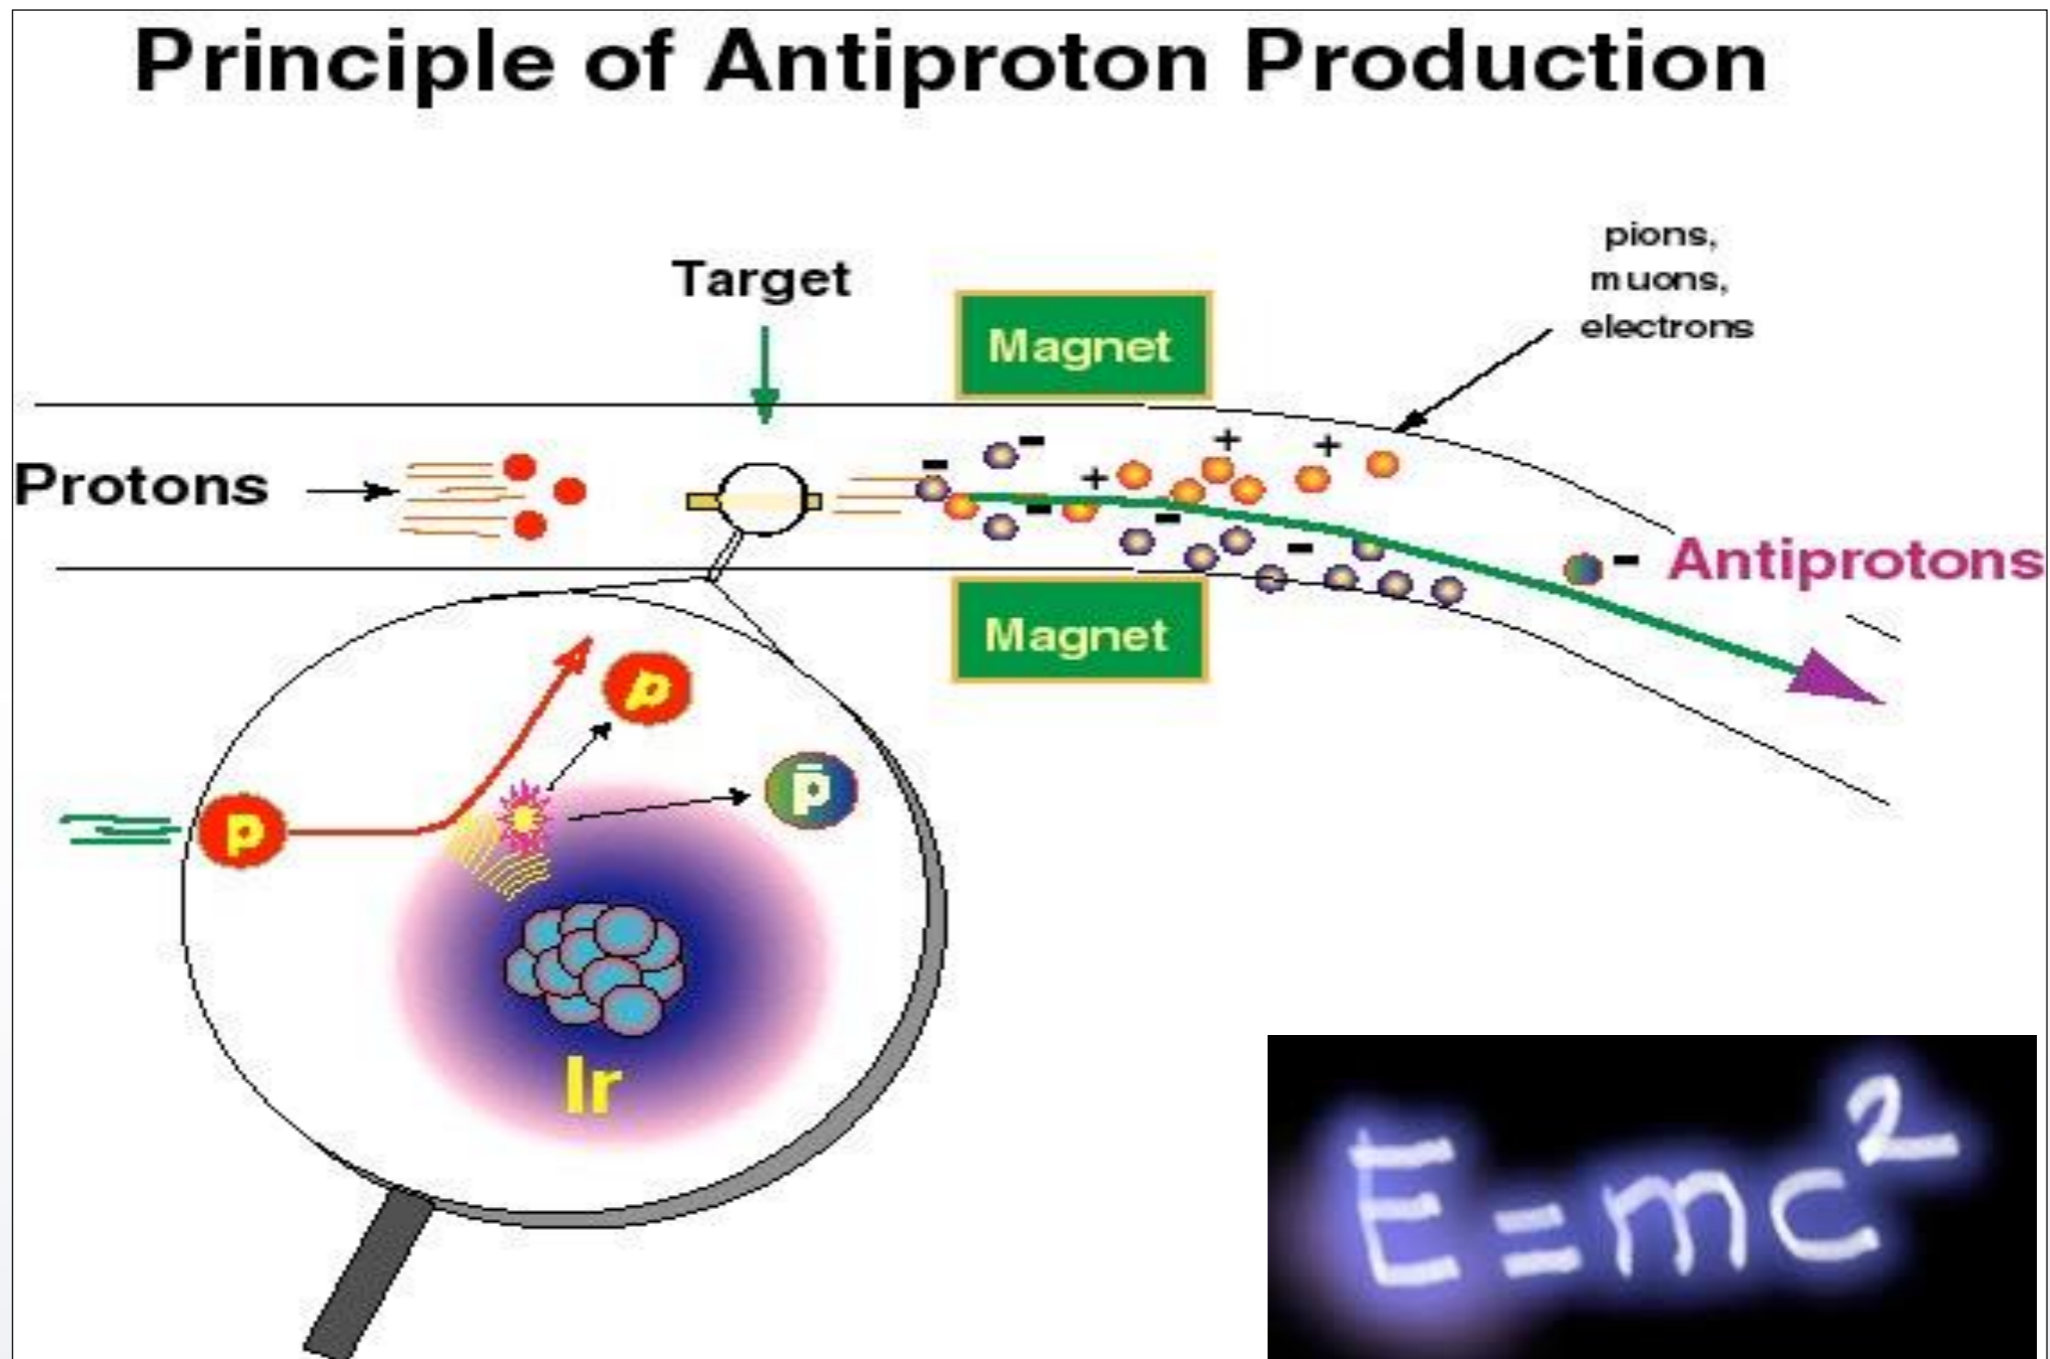 Principle of Antiproton Production
pions,
muons,
electrons
Target
Magnet
Protons
- - + + +
- - -
- Antiprotons
Magnet
p
p
p̄
Ir
E=mc²